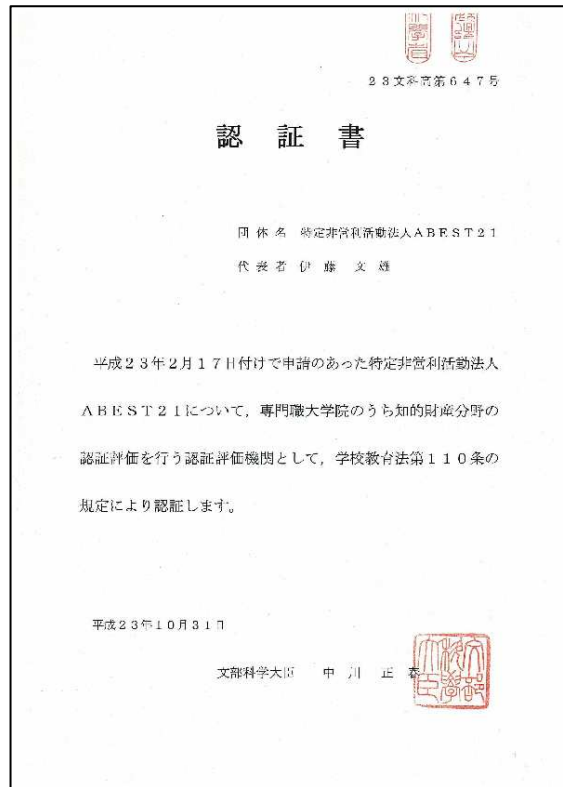 23文科高第647号
認証書
団体名 特定非営利活動法人ABEST21
代表者 伊藤 文雄
平成23年2月17日付けで申請のあった特定非営利活動法人
ABEST21について,専門職大学院のうち知的財産分野の
認証評価を行う認証評価機関として,学校教育法第110条の
規定により認証します。
平成23年10月31日
文部科学大臣 中川 正春